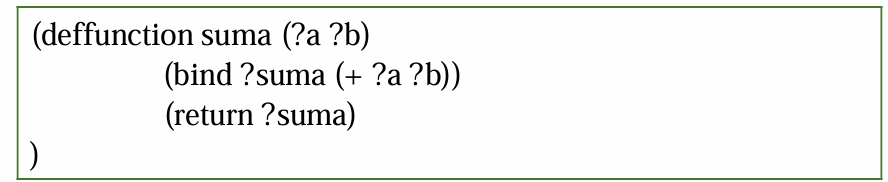 (deffunction suma (?a ?b)
(bind ?suma (+ ?a ?b))
(return ?suma)
)